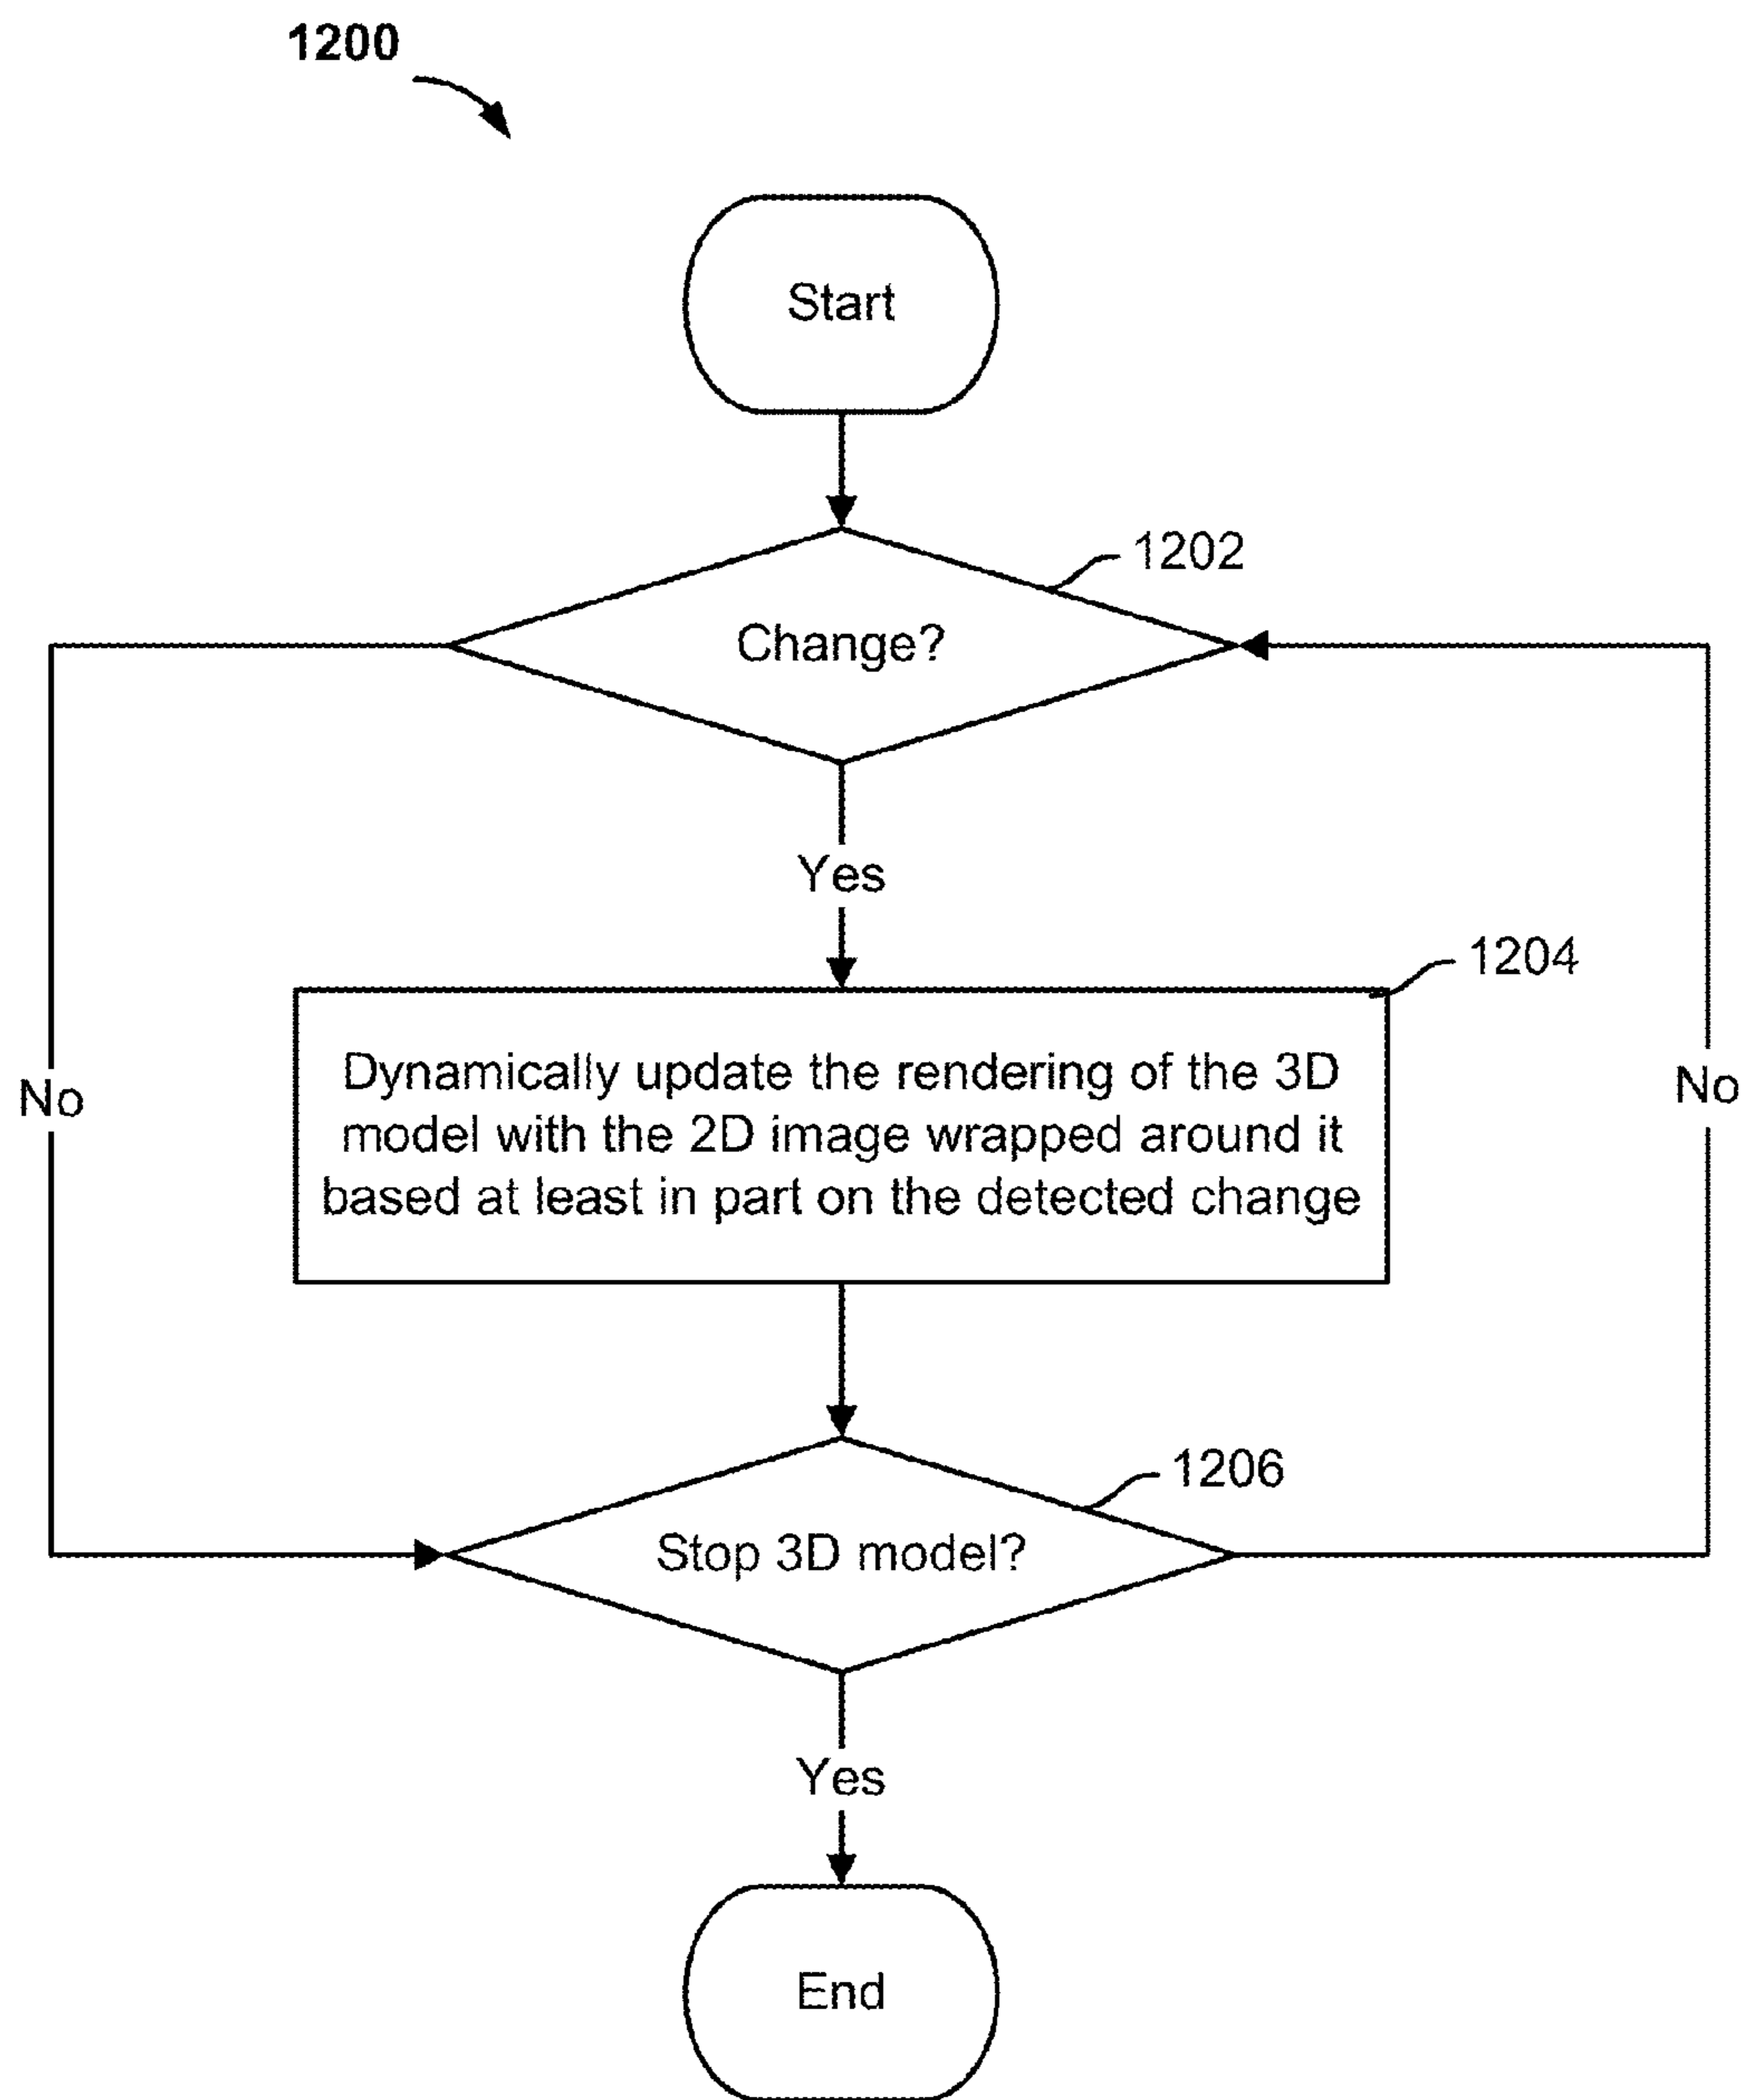 1200
Start
1202
Change?
Yes
1204
Dynamically update the rendering of the 3D
model with the 2D image wrapped around it
based at least in part on the detected change
No
No
1206
Stop 3D model?
Yes
End